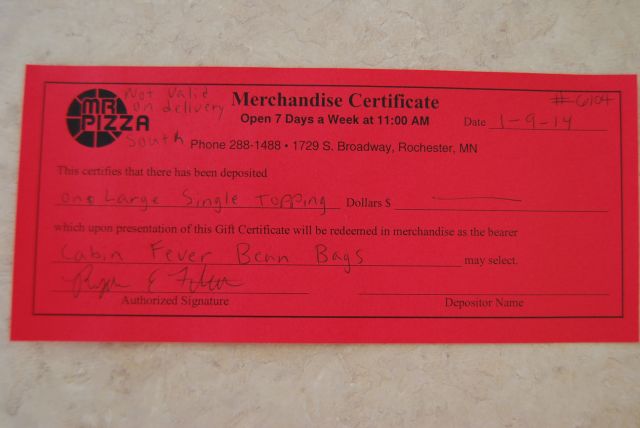 MR PIZZA
Not Valid
on delivery
South
Merchandise Certificate
# 6104
Open 7 Days a Week at 11:00 AM
Date 1-9-14
Phone 288-1488 • 1729 S. Broadway, Rochester, MN
This certifies that there has been deposited
One Large Single Topping Dollars $
which upon presentation of this Gift Certificate will be redeemed in merchandise as the bearer
Cabin Fever Bean Bags may select.
Authorized Signature Depositor Name